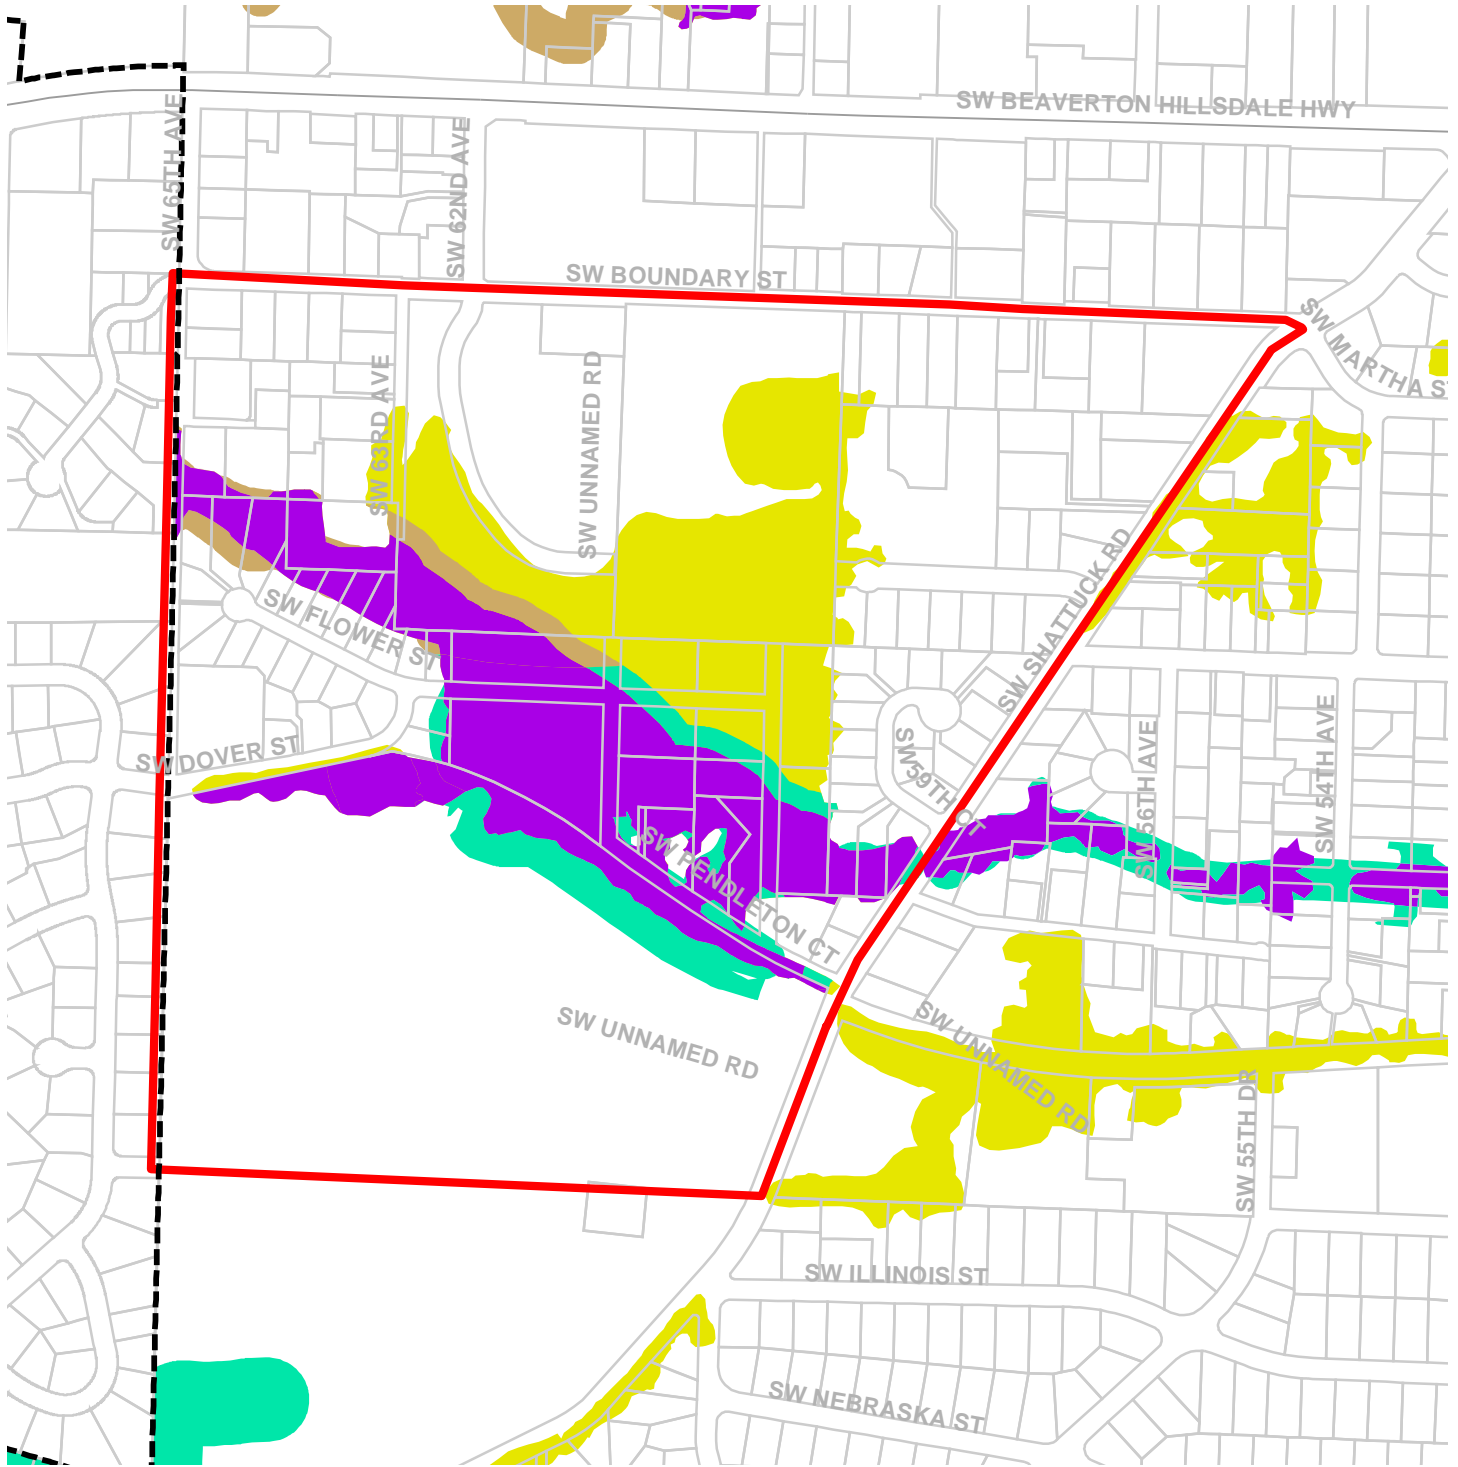 SW BEAVERTON HILLSDALE HWY
SW 65TH AVE
SW 62ND AVE
SW BOUNDARY ST
SW MARTHA ST
SW 63RD AVE
SW UNNAMED RD
SW SHATTUCK RD
SW FLOWER ST
SW DOVER ST
SW 59TH CT
SW 56TH AVE
SW 54TH AVE
SW PENDLETON CT
SW UNNAMED RD
SW UNNAMED RD
SW 55TH DR
SW ILLINOIS ST
SW NEBRASKA ST